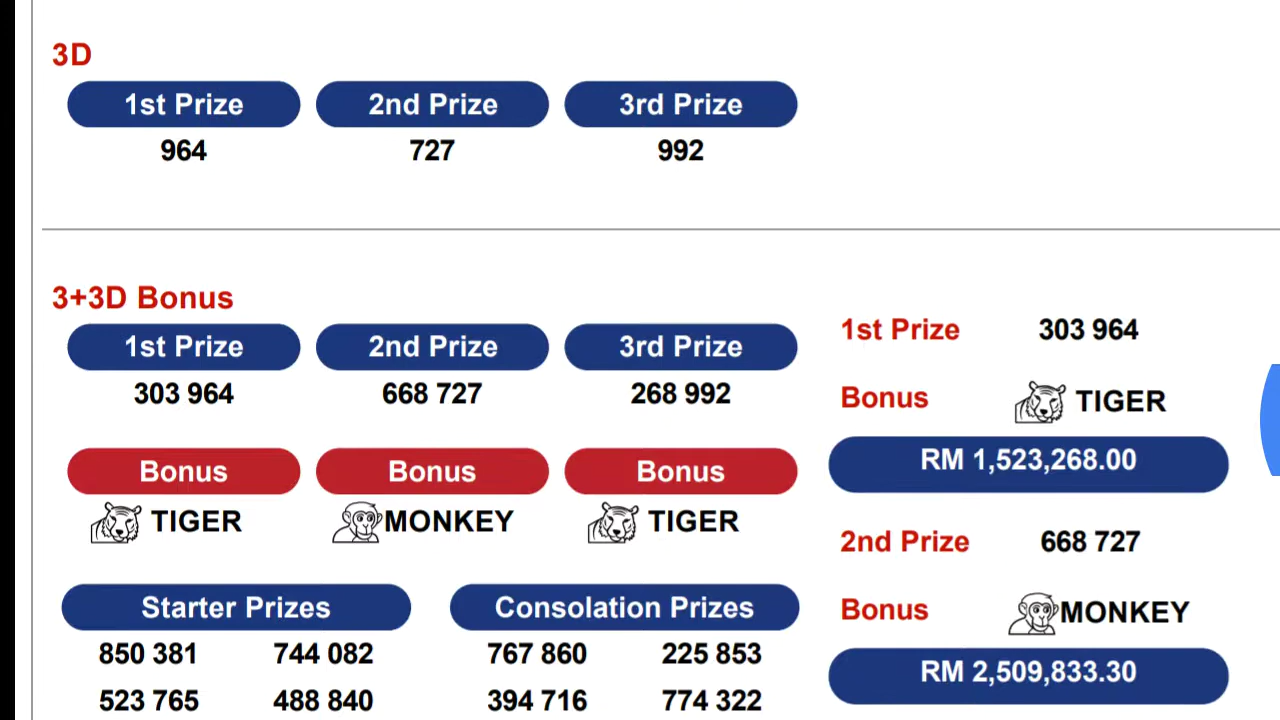 3D
1st Prize 2nd Prize 3rd Prize
964 727 992
3+3D Bonus
1st Prize 2nd Prize 3rd Prize
303 964 668 727 268 992
Bonus Bonus Bonus
TIGER MONKEY TIGER
Starter Prizes Consolation Prizes
850 381 744 082 767 860 225 853
523 765 488 840 394 716 774 322
1st Prize 303 964
Bonus TIGER
RM 1,523,268.00
2nd Prize 668 727
Bonus MONKEY
RM 2,509,833.30